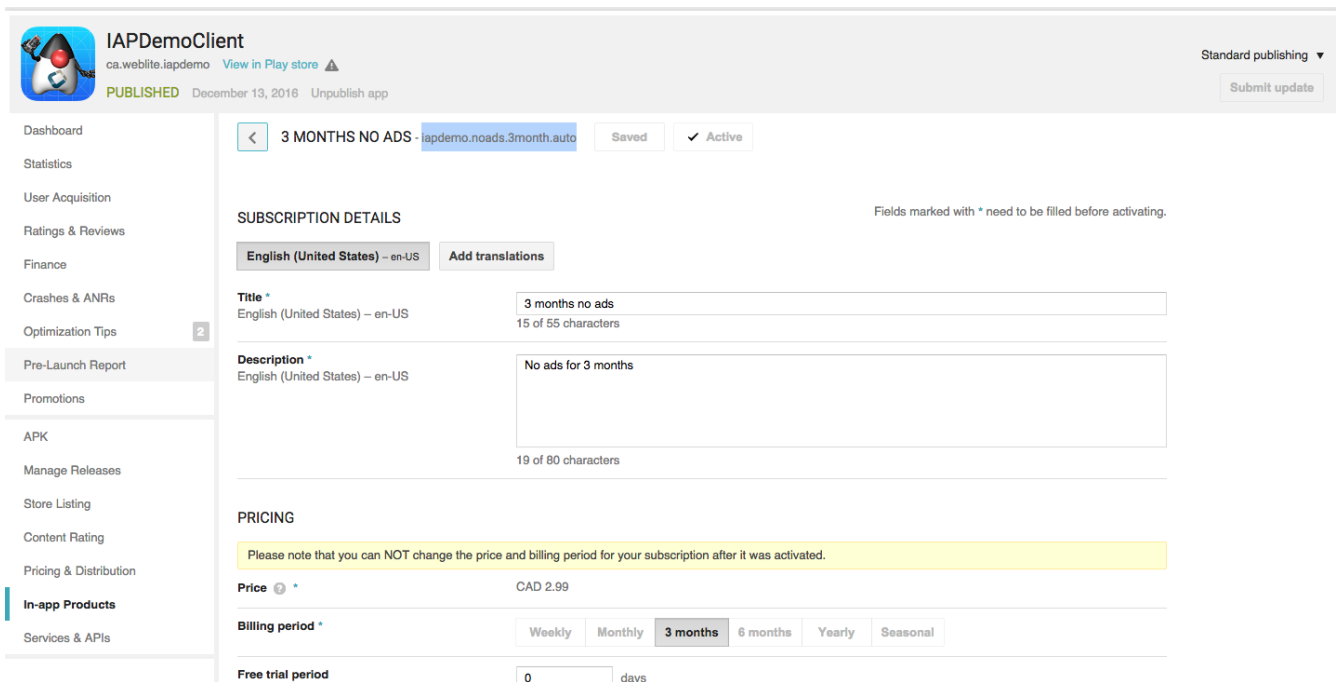 IAPDemoClient
ca.weblite.iapdemo View in Play store
PUBLISHED December 13, 2016 Unpublish app
Standard publishing ▼
Submit update
Dashboard
Statistics
User Acquisition
Ratings & Reviews
Finance
Crashes & ANRs
Optimization Tips 2
Pre-Launch Report
Promotions
APK
Manage Releases
Store Listing
Content Rating
Pricing & Distribution
In-app Products
Services & APIs
3 MONTHS NO ADS - iapdemo.noads.3month.auto Saved ✓ Active
SUBSCRIPTION DETAILS
Fields marked with * need to be filled before activating.
English (United States) – en-US Add translations
Title *
English (United States) – en-US
3 months no ads
15 of 55 characters
Description *
English (United States) – en-US
No ads for 3 months
19 of 80 characters
PRICING
Please note that you can NOT change the price and billing period for your subscription after it was activated.
Price ? * CAD 2.99
Billing period * Weekly Monthly 3 months 6 months Yearly Seasonal
Free trial period 0 days